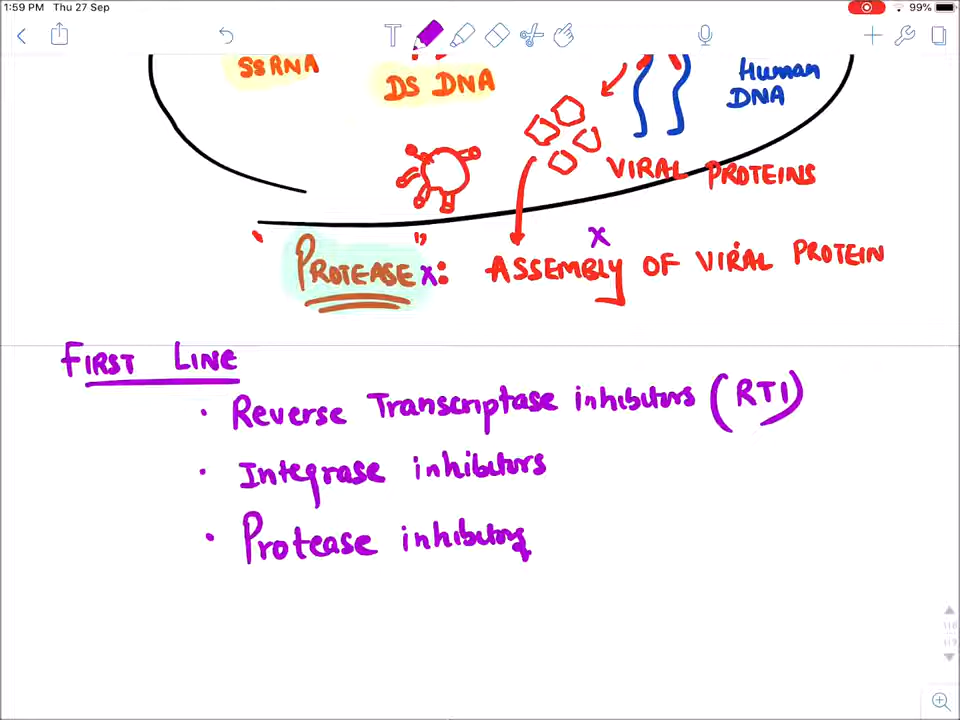 1:59 PM Thu 27 Sep
99%
T
SSRNA
DS DNA
Human
DNA
VIRAL PROTEINS
" PROTEASE " x : ASSEMBLY OF VIRAL PROTEIN
x
FIRST LINE
· Reverse Transcriptase inhibitors (RTI)
· Integrase inhibitors
· Protease inhibitors